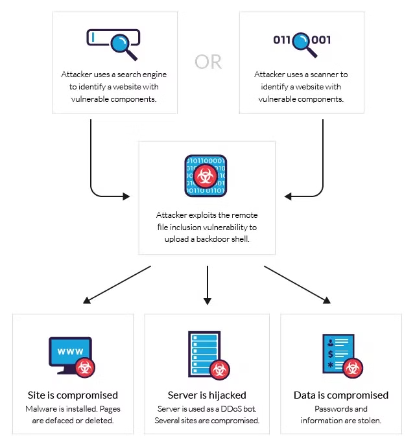 011 001
Attacker uses a search engine
to identify a website with
vulnerable components.
OR
Attacker uses a scanner to
identify a website with
vulnerable components.
Attacker exploits the remote
file inclusion vulnerability to
upload a backdoor shell.
www
Site is compromised
Malware is installed. Pages
are defaced or deleted.
Server is hijacked
Server is used as a DDoS bot.
Several sites are compromised.
$
*
Data is compromised
Passwords and
information are stolen.